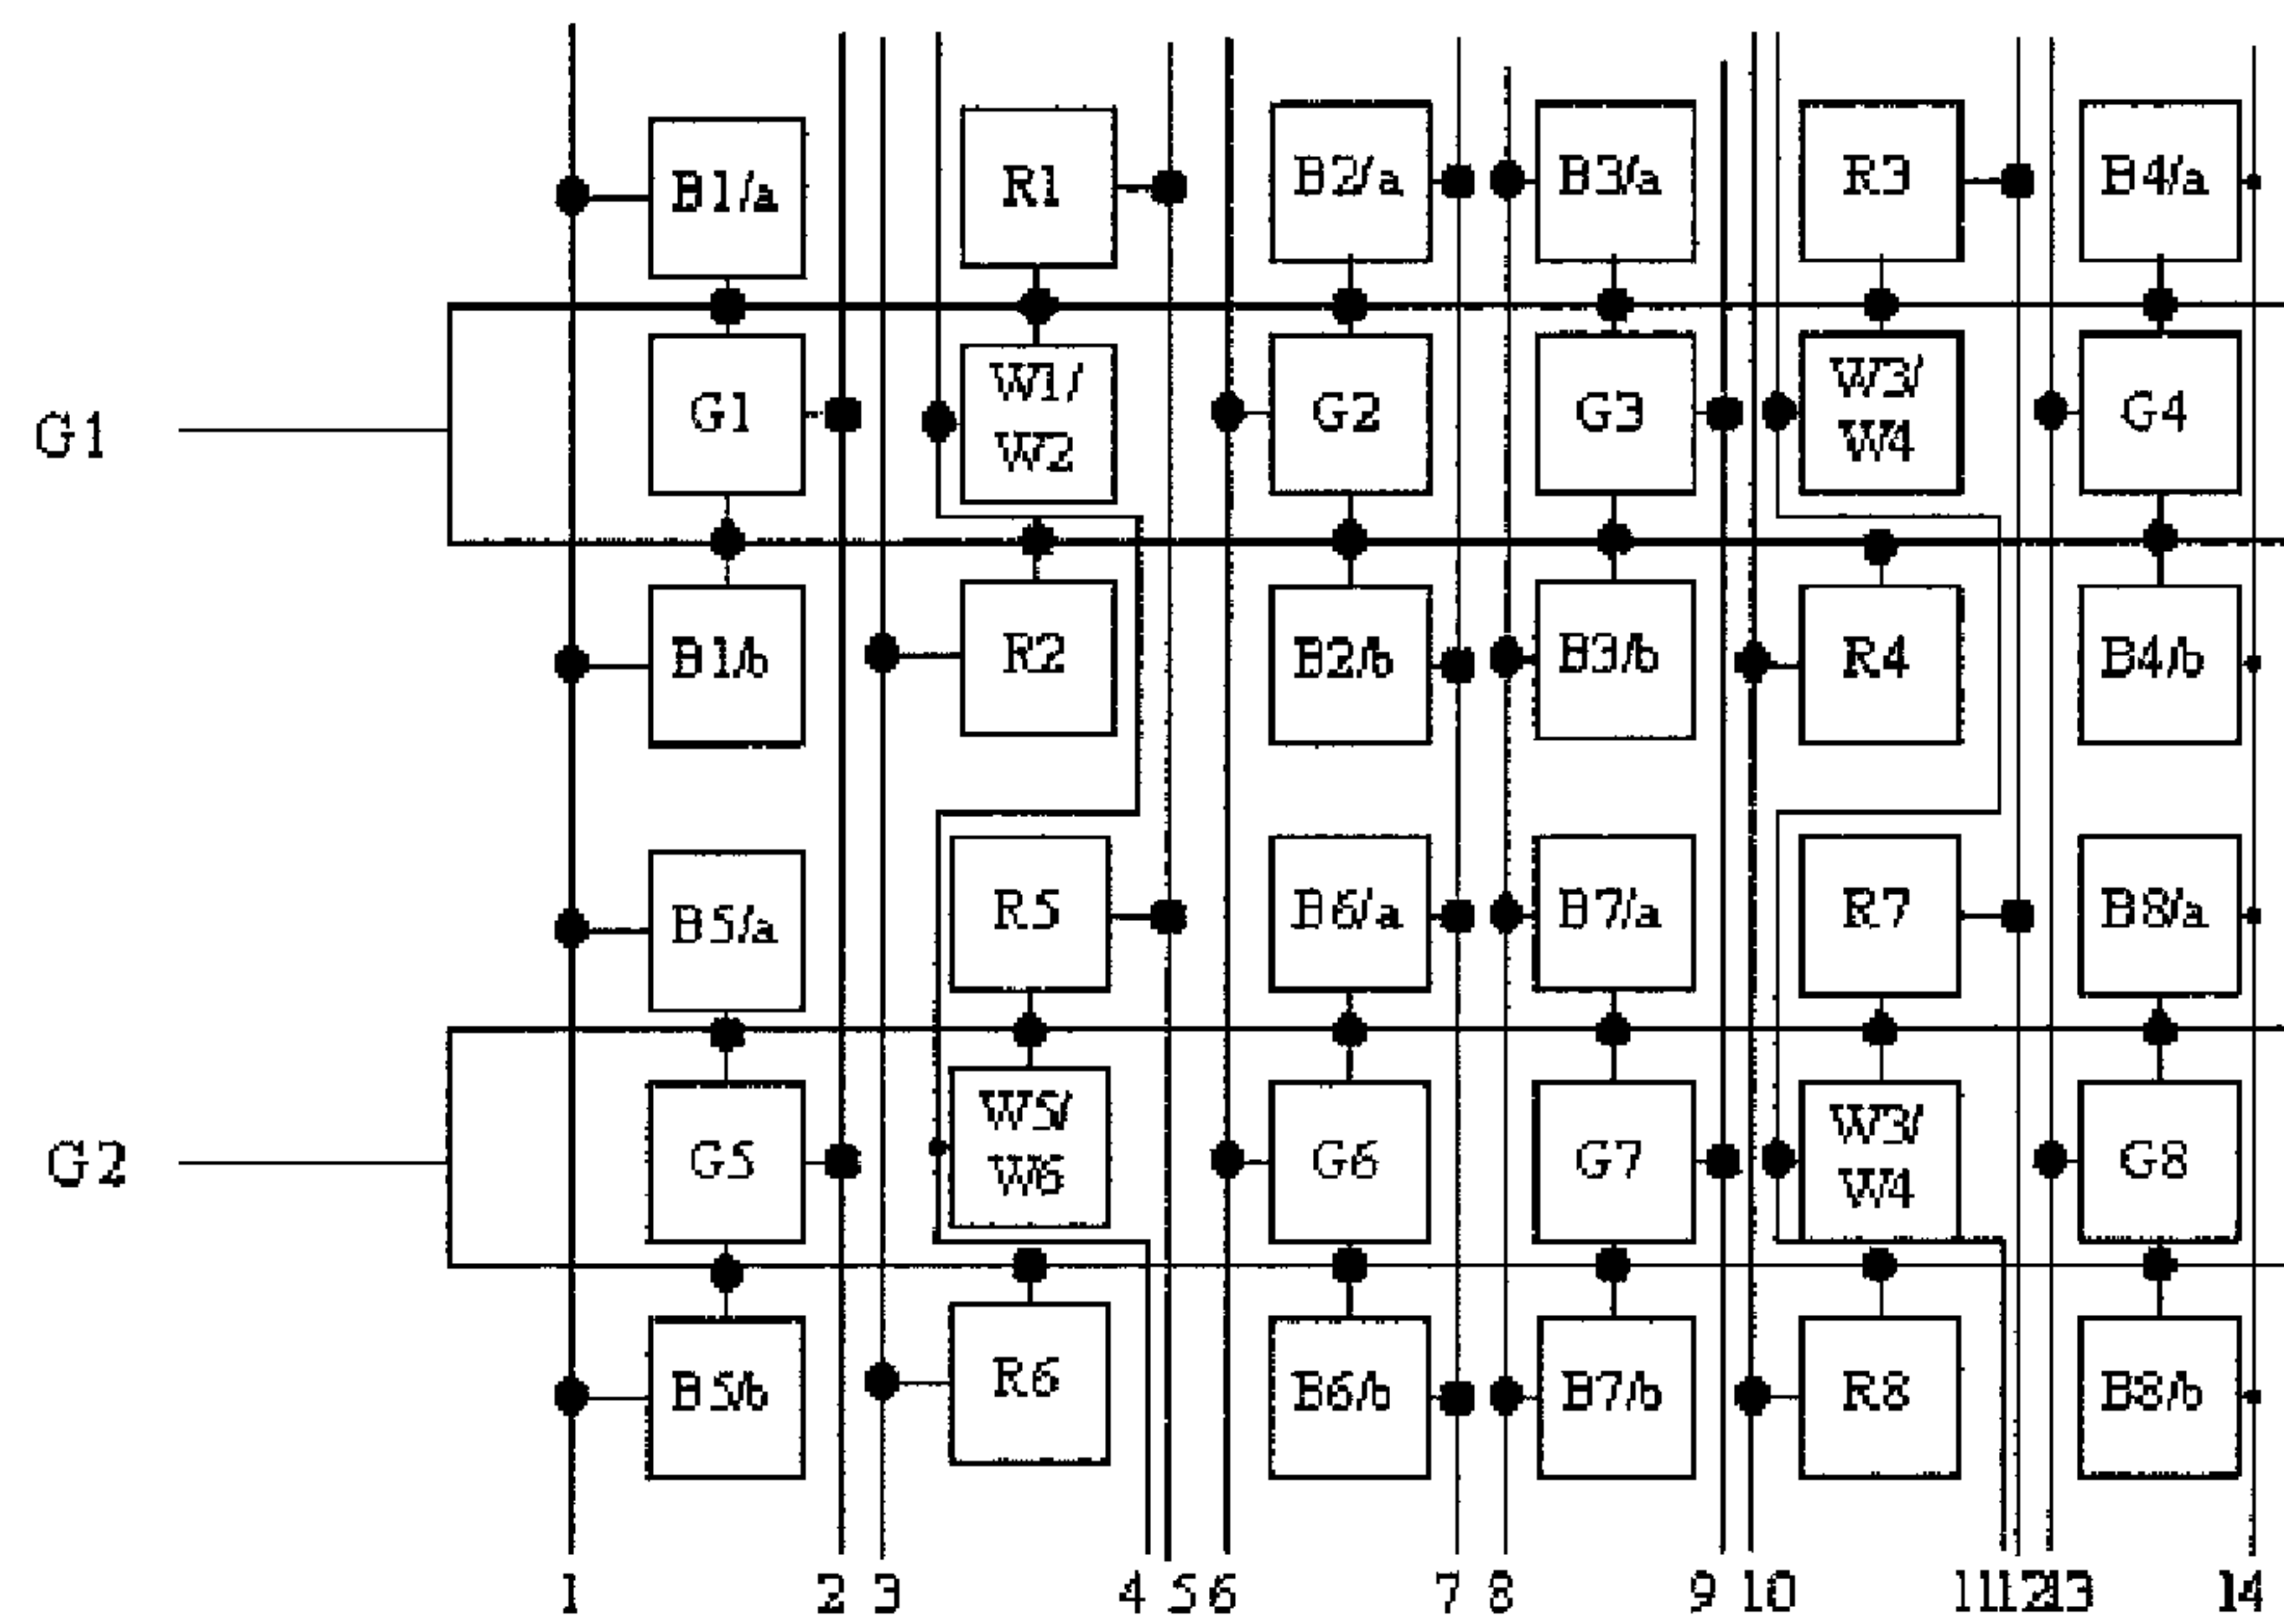 B1/a R1 B2/a B3/a R3 B4/a
G1 G1 W1/ G2 G3 W3/ G4
W2 W4
B1/b R2 B2/b B3/b R4 B4/b
B5/a R5 B6/a B7/a R7 B8/a
G2 G5 W5/ G6 G7 W3/ G8
W6 W4
B5/b R6 B6/b B7/b R8 B8/b
1 2 3 4 5 6 7 8 9 10 11 12 13 14